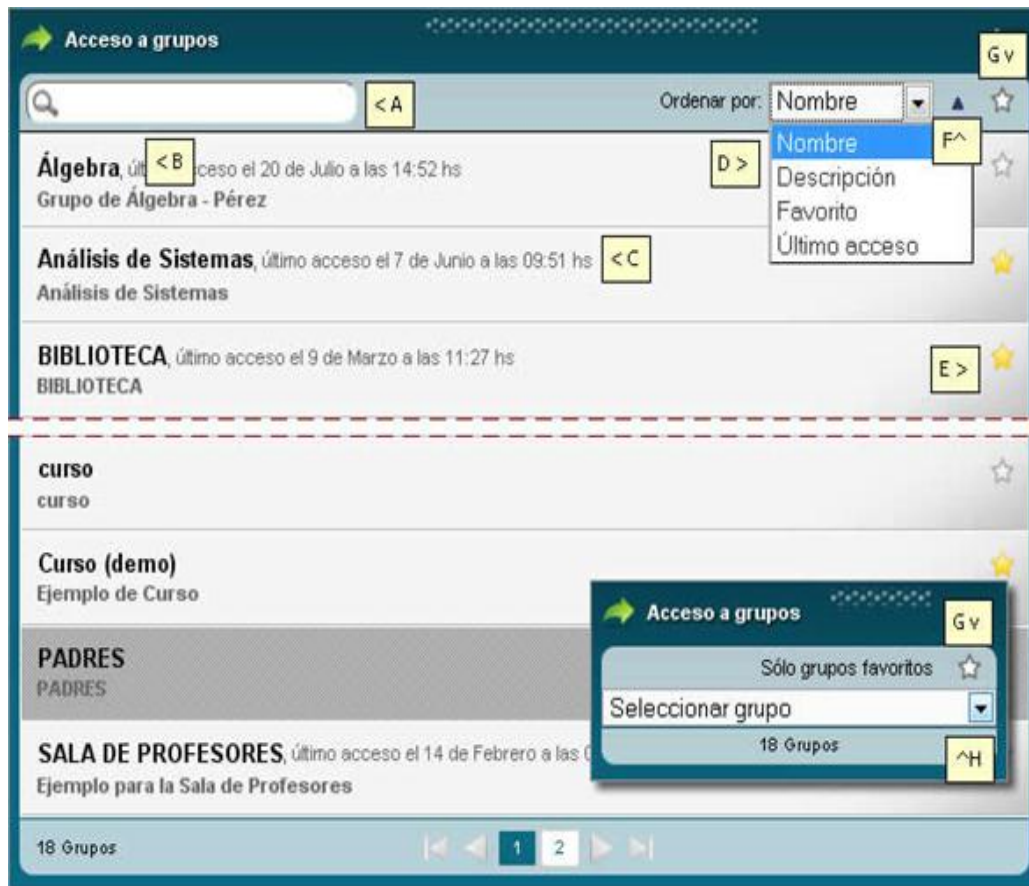 Acceso a grupos
G v
< A
Ordenar por: Nombre
F^
Nombre
Descripción
Favorito
Último acceso
D >
Álgebra, últ < B ceso el 20 de Julio a las 14:52 hs
Grupo de Álgebra - Pérez
Análisis de Sistemas, último acceso el 7 de Junio a las 09:51 hs < C
Análisis de Sistemas
BIBLIOTECA, último acceso el 9 de Marzo a las 11:27 hs
E >
BIBLIOTECA
curso
curso
Curso (demo)
Ejemplo de Curso
PADRES
PADRES
SALA DE PROFESORES, último acceso el 14 de Febrero a las
Ejemplo para la Sala de Profesores
Acceso a grupos
G v
Sólo grupos favoritos
Seleccionar grupo
18 Grupos
^H
18 Grupos
1 2